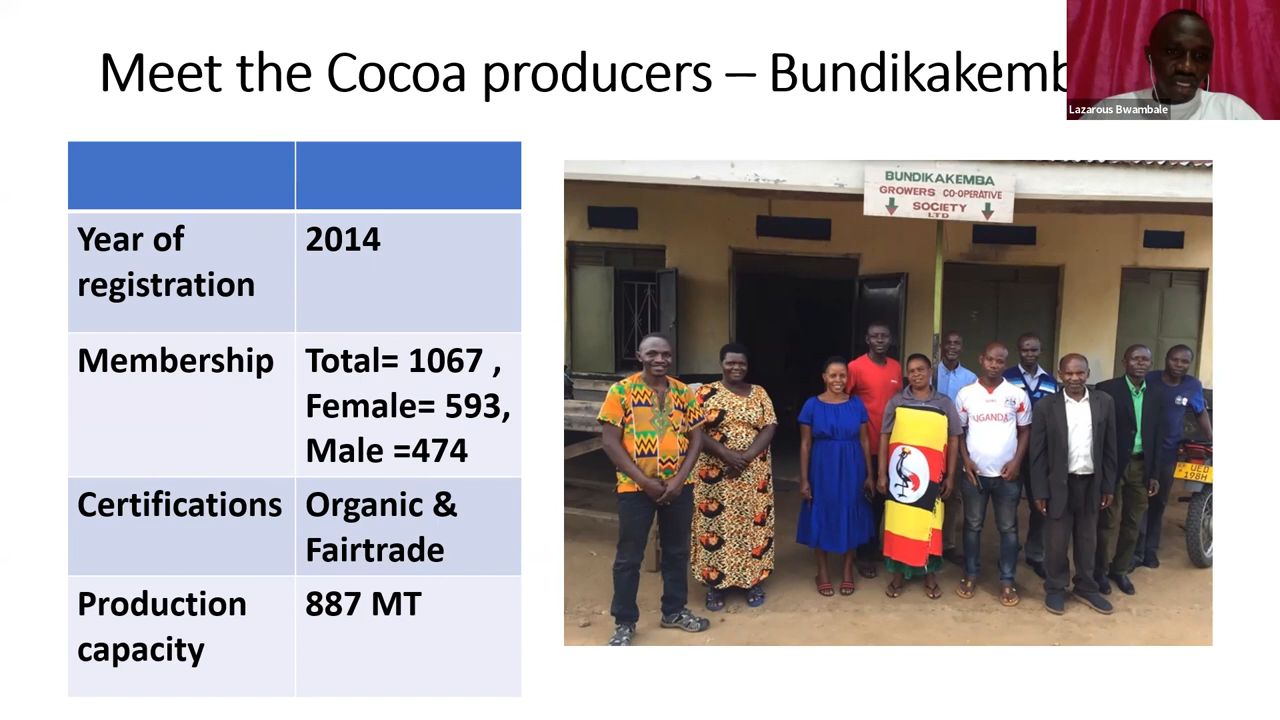 Meet the Cocoa producers – Bundikakemb
Lazarous Bwambale
Year of
registration
2014
Membership
Total= 1067 ,
Female= 593,
Male =474
Certifications
Organic &
Fairtrade
Production
capacity
887 MT
BUNDIKAKEMBA
GROWERS CO-OPERATIVE
SOCIETY
LTD
UGANDA
198H